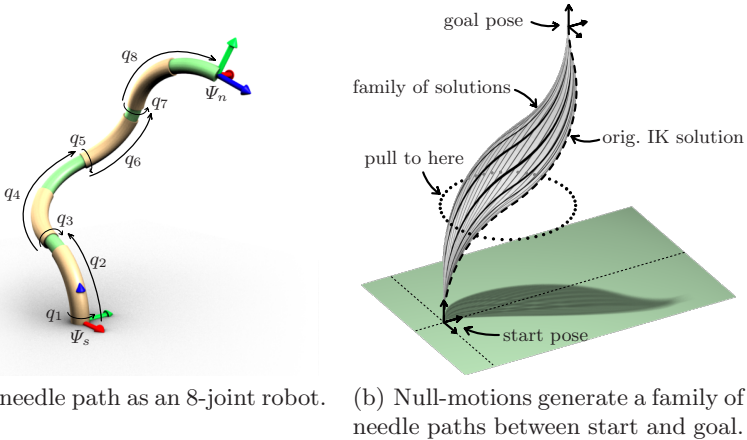 q8
q7
Ψn
q5
q6
q4
q3
q2
q1
Ψs
needle path as an 8-joint robot.
goal pose
family of solutions
orig. IK solution
pull to here
start pose
(b) Null-motions generate a family of
needle paths between start and goal.